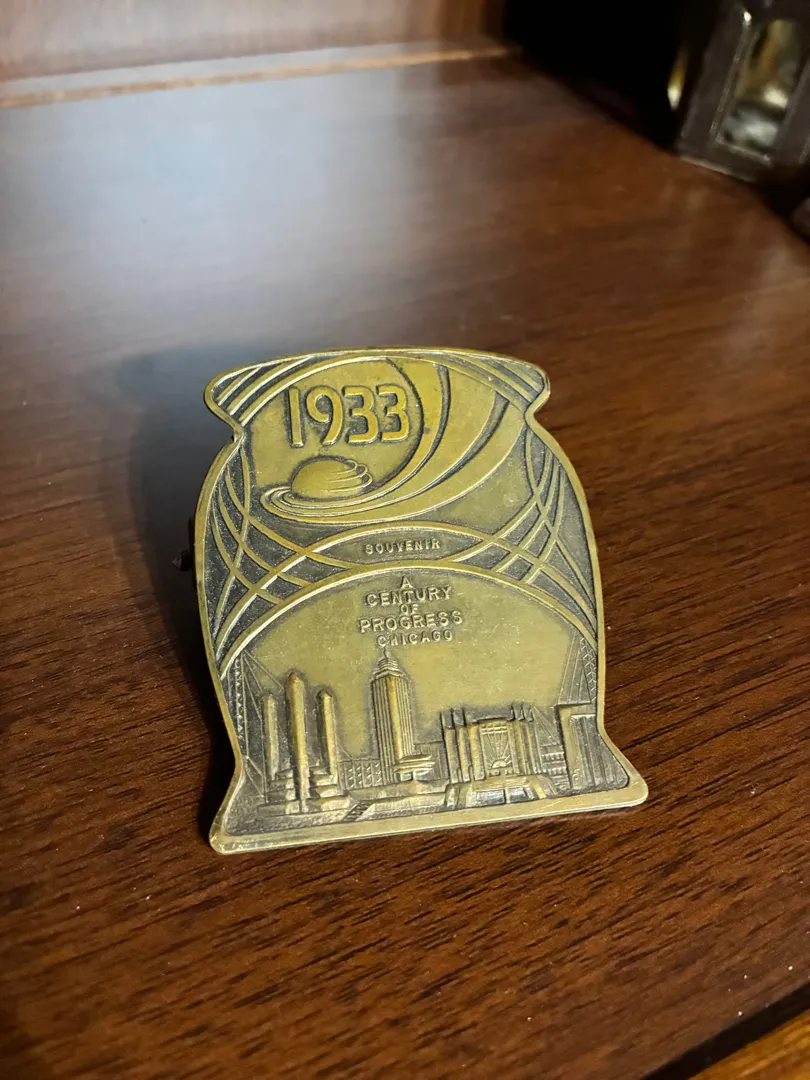 1933
SOUVENIR
A
CENTURY
OF
PROGRESS
CHICAGO